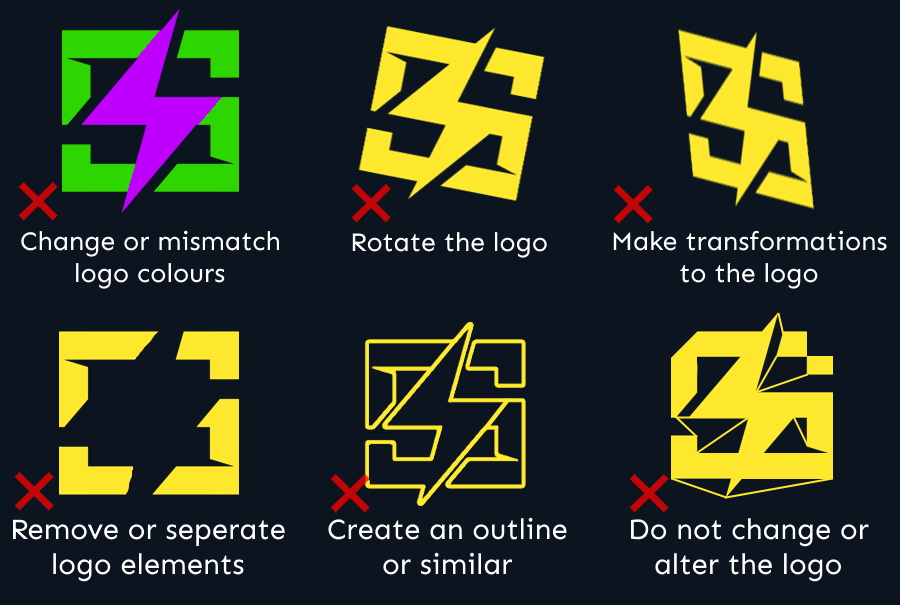 Change or mismatch
logo colours
Rotate the logo
Make transformations
to the logo
Remove or seperate
logo elements
Create an outline
or similar
Do not change or
alter the logo